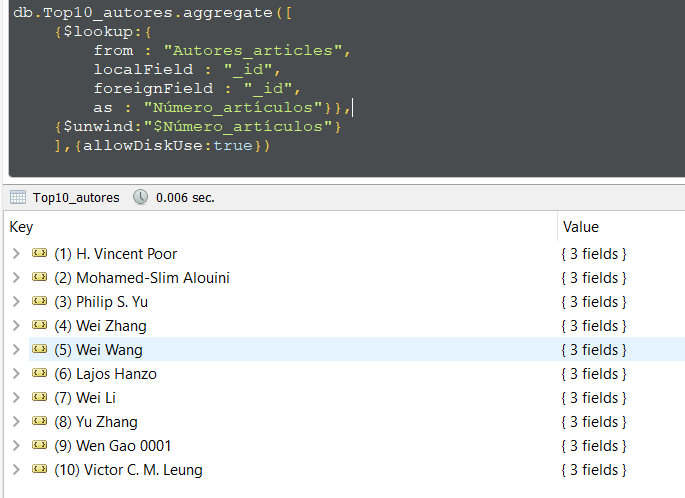 db.Top10_autores.aggregate([
{$lookup:{
from : "Autores_articles",
localField : "_id",
foreignField : "_id",
as : "Número_artículos"}},
{$unwind:"$Número_artículos"}
],{allowDiskUse:true})
Top10_autores 0.006 sec.
Key Value
(1) H. Vincent Poor { 3 fields }
(2) Mohamed-Slim Alouini { 3 fields }
(3) Philip S. Yu { 3 fields }
(4) Wei Zhang { 3 fields }
(5) Wei Wang { 3 fields }
(6) Lajos Hanzo { 3 fields }
(7) Wei Li { 3 fields }
(8) Yu Zhang { 3 fields }
(9) Wen Gao 0001 { 3 fields }
(10) Victor C. M. Leung { 3 fields }